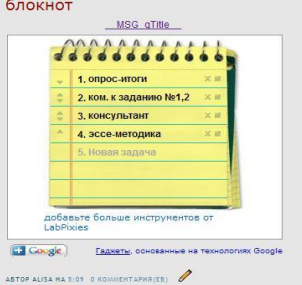 блокнот
__MSG_qTitle__
1. опрос-итоги
2. ком. к заданию №1,2
3. консультант
4. эссе-методика
5. Новая задача
добавьте больше инструментов от
LabPixies
Google Гаджеты, основанные на технологиях Google
АВТОР ALISA НА 5:09 0 КОММЕНТАРИЯ(ЕВ)